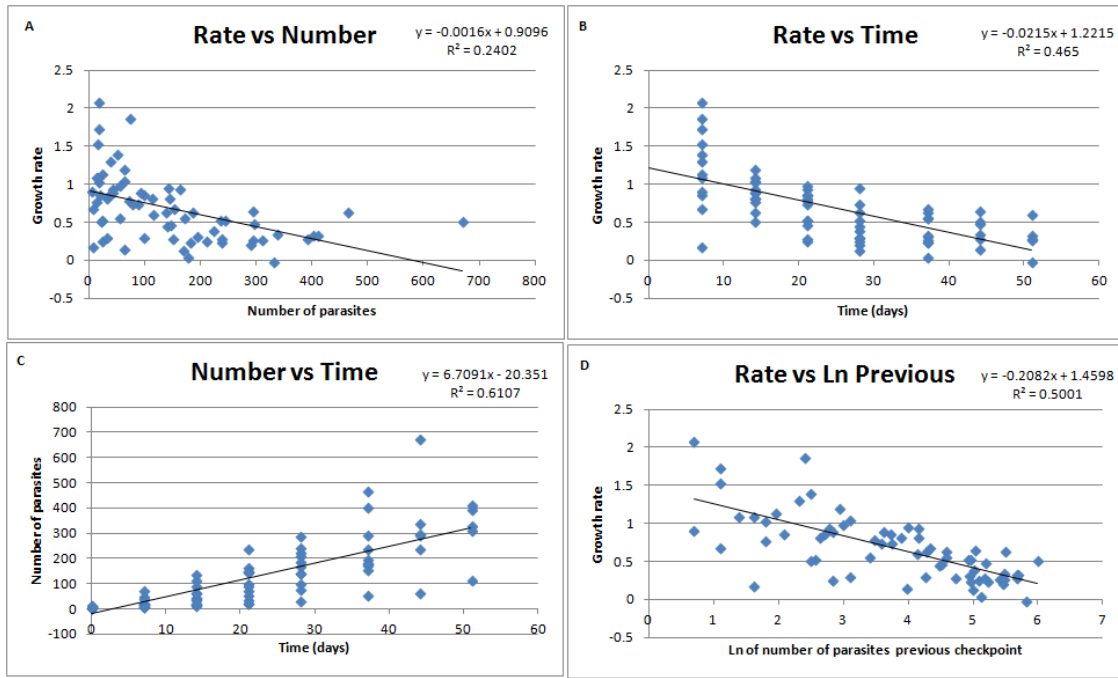 A
Rate vs Number
y = -0.0016x + 0.9096
R² = 0.2402
Growth rate
2.5
2
1.5
1
0.5
0
-0.5
0 100 200 300 400 500 600 700 800
Number of parasites
B
Rate vs Time
y = -0.0215x + 1.2215
R² = 0.465
Growth rate
2.5
2
1.5
1
0.5
0
-0.5
0 10 20 30 40 50 60
Time (days)
C
Number vs Time
y = 6.7091x - 20.351
R² = 0.6107
Number of parasites
800
700
600
500
400
300
200
100
0
-100
0 10 20 30 40 50 60
Time (days)
D
Rate vs Ln Previous
y = -0.2082x + 1.4598
R² = 0.5001
Growth rate
2.5
2
1.5
1
0.5
0
-0.5
0 1 2 3 4 5 6 7
Ln of number of parasites previous checkpoint